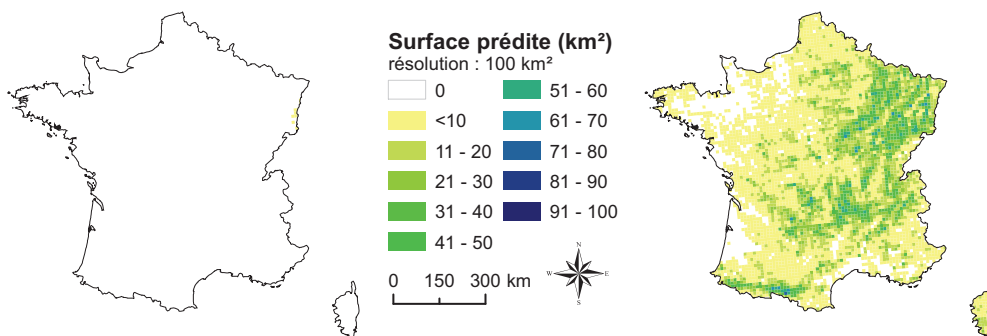 Surface prédite (km²)
résolution : 100 km²
0
<10
11 - 20
21 - 30
31 - 40
41 - 50
51 - 60
61 - 70
71 - 80
81 - 90
91 - 100
0 150 300 km
N
W E
S